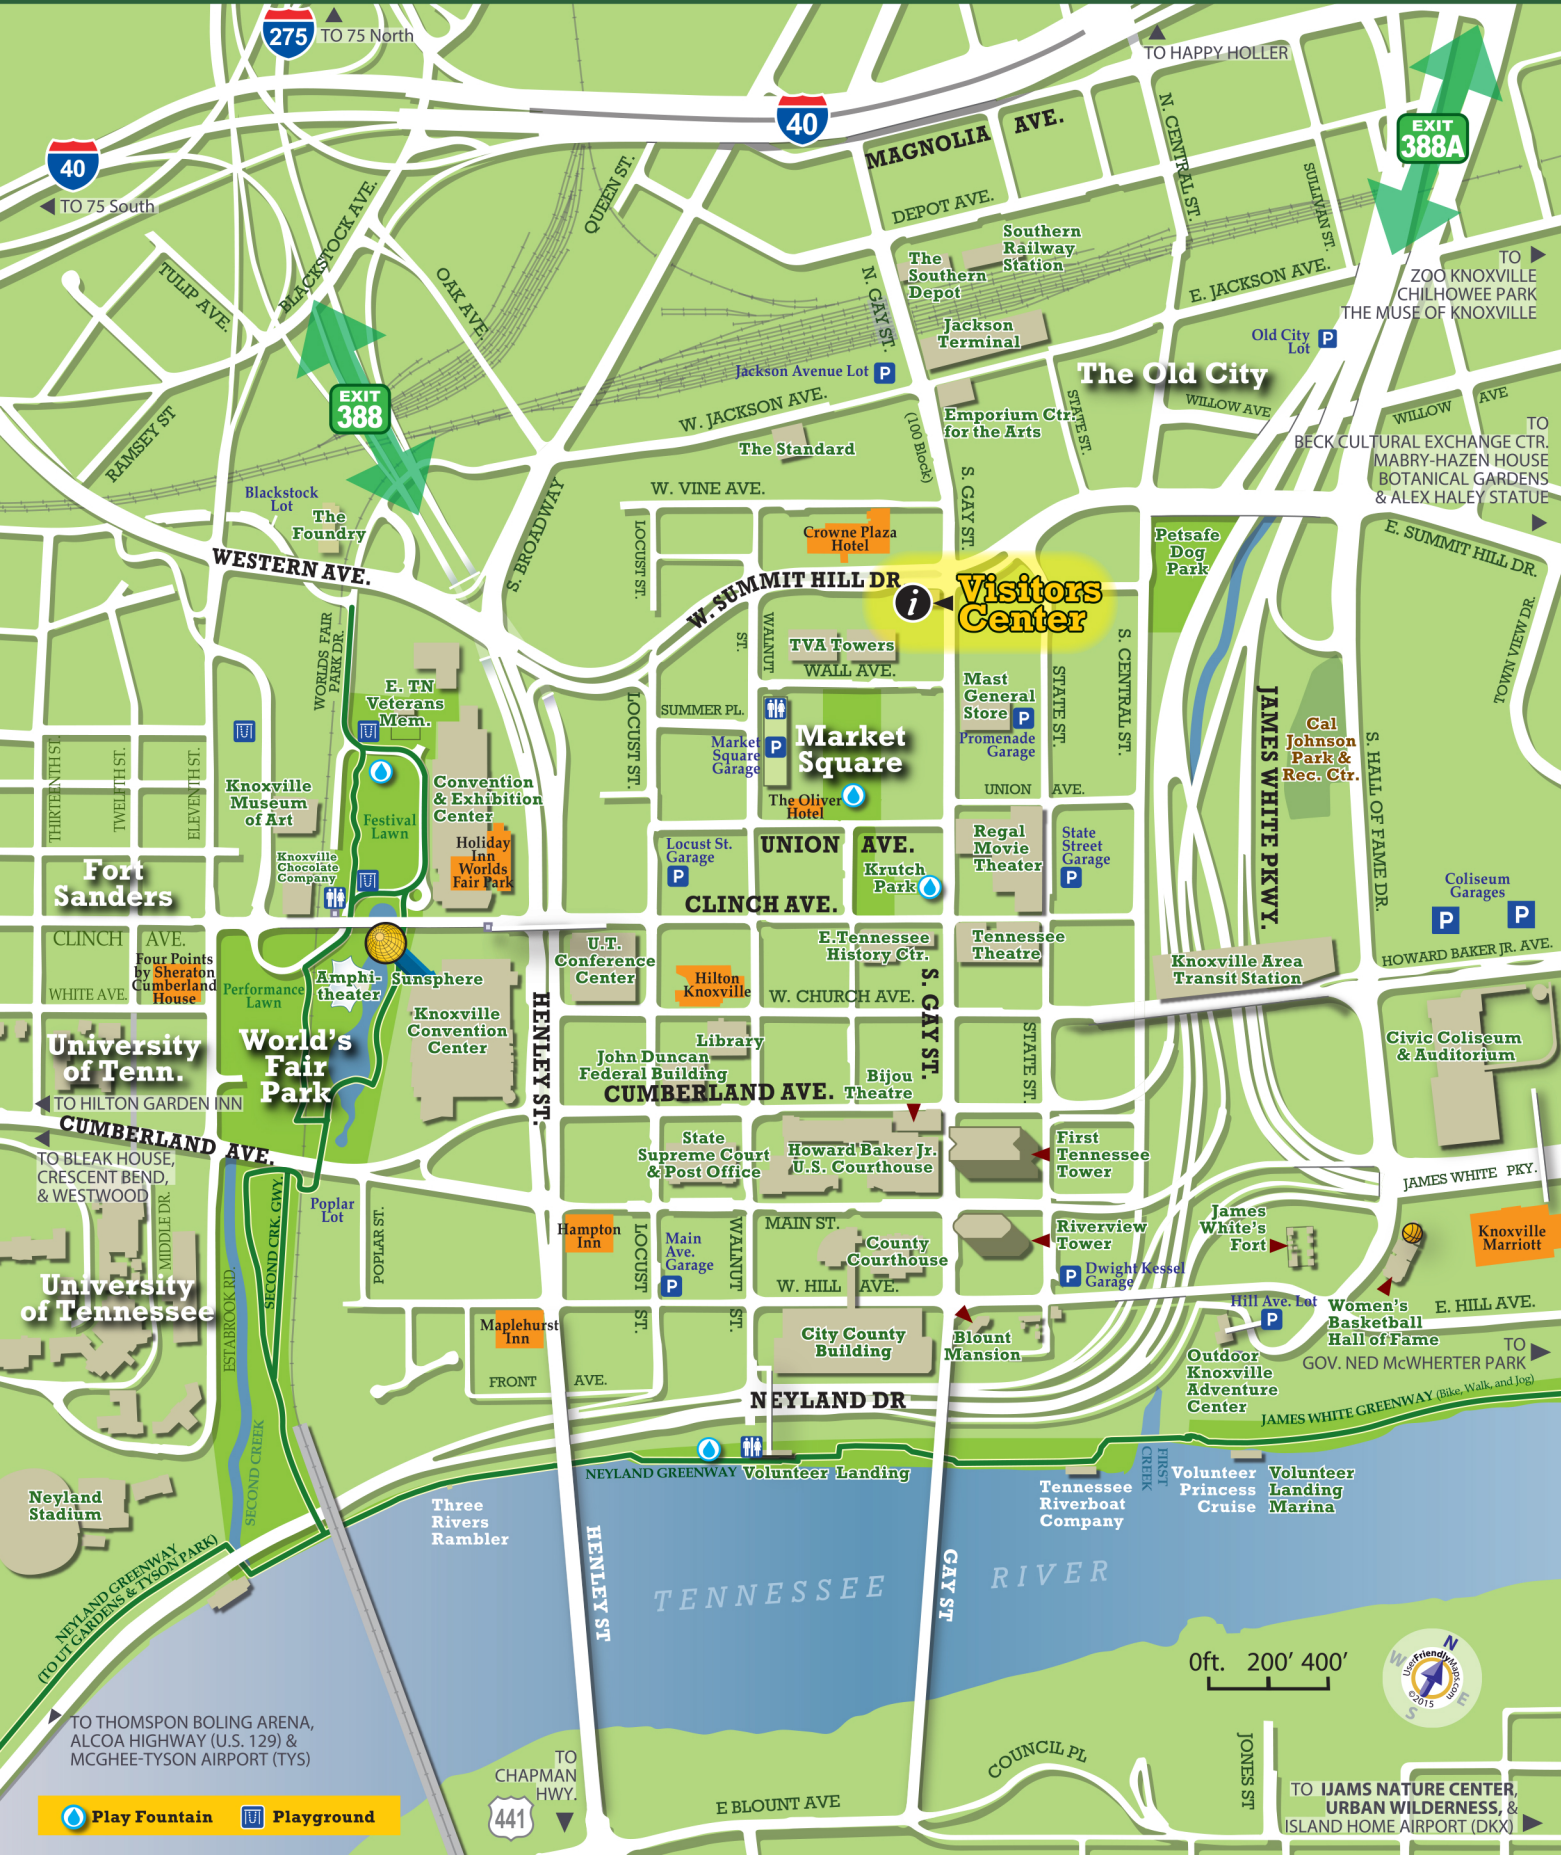 275
TO 75 North
TO HAPPY HOLLER
40
40
TO 75 South
MAGNOLIA AVE.
EXIT
388A
N. CENTRAL ST.
SULLIVAN ST.
QUEEN ST.
BLACKSTOCK AVE.
TULIP AVE.
OAK AVE.
DEPOT AVE.
Southern
Railway
Station
The
Southern
Depot
N. GAY ST.
E. JACKSON AVE.
TO
ZOO KNOXVILLE
CHILHOWEE PARK
THE MUSE OF KNOXVILLE
Jackson
Terminal
Old City
Lot
P
Jackson Avenue Lot
P
The Old City
EXIT
388
RAMSEY ST
W. JACKSON AVE.
The Standard
(100 Block)
Emporium Ctr.
for the Arts
STATE ST.
WILLOW AVE
WILLOW AVE
TO
BECK CULTURAL EXCHANGE CTR.
MABRY-HAZEN HOUSE
BOTANICAL GARDENS
& ALEX HALEY STATUE
Blackstock
Lot
The
Foundry
WESTERN AVE.
S. BROADWAY
W. VINE AVE.
LOCUST ST.
Crowne Plaza
Hotel
S. GAY ST.
Petsafe
Dog
Park
E. SUMMIT HILL DR.
W. SUMMIT HILL DR
i
Visitors
Center
TOWN VIEW DR.
WORLDS FAIR
PARK DR.
WALNUT
ST.
TVA Towers
WALL AVE.
S. CENTRAL ST.
E. TN
Veterans
Mem.
LOCUST ST.
SUMMER PL.
Mast
General
Store
P
Promenade
Garage
STATE ST.
JAMES WHITE PKWY.
Cal
Johnson
Park &
Rec. Ctr.
S. HALL OF FAME DR.
Market
Square
Garage
P
Market
Square
THIRTEENTH ST.
TWELFTH ST.
ELEVENTH ST.
Knoxville
Museum
of Art
Convention
& Exhibition
Center
Festival
Lawn
The Oliver
Hotel
UNION AVE.
Holiday
Inn
Worlds
Fair Park
Locust St.
Garage
P
UNION AVE.
Krutch
Park
Regal
Movie
Theater
State
Street
Garage
P
Knoxville
Chocolate
Company
Fort
Sanders
Coliseum
Garages
P
P
CLINCH AVE.
CLINCH AVE.
Four Points
by Sheraton
Cumberland
House
WHITE AVE.
Performance
Lawn
Amphi-
theater
Sunsphere
U.T.
Conference
Center
E.Tennessee
History Ctr.
Tennessee
Theatre
Knoxville Area
Transit Station
HOWARD BAKER JR. AVE.
Hilton
Knoxville
W. CHURCH AVE.
S. GAY ST.
HENLEY ST.
Knoxville
Convention
Center
University
of Tenn.
World's
Fair
Park
Library
John Duncan
Federal Building
STATE ST.
Civic Coliseum
& Auditorium
Bijou
Theatre
TO HILTON GARDEN INN
CUMBERLAND AVE.
CUMBERLAND AVE.
TO BLEAK HOUSE,
CRESCENT BEND,
& WESTWOOD
State
Supreme Court
& Post Office
Howard Baker Jr.
U.S. Courthouse
First
Tennessee
Tower
JAMES WHITE PKY.
MIDDLE DR.
SECOND CRK. GWY.
Poplar
Lot
POPLAR ST.
Hampton
Inn
LOCUST ST.
Main
Ave.
Garage
P
WALNUT ST.
MAIN ST.
County
Courthouse
Riverview
Tower
James
White's
Fort
Knoxville
Marriott
W. HILL AVE.
P
Dwight Kessel
Garage
University
of Tennessee
ESTABROOK RD.
Maplehurst
Inn
City County
Building
Blount
Mansion
Hill Ave. Lot
P
Women's
Basketball
Hall of Fame
E. HILL AVE.
TO
GOV. NED McWHERTER PARK
Outdoor
Knoxville
Adventure
Center
FRONT AVE.
NEYLAND DR
JAMES WHITE GREENWAY (Bike, Walk, and Jog)
SECOND CREEK
NEYLAND GREENWAY
Volunteer Landing
FIRST
CREEK
Neyland
Stadium
Three
Rivers
Rambler
Tennessee
Riverboat
Company
Volunteer
Princess
Cruise
Volunteer
Landing
Marina
NEYLAND GREENWAY
(TO UT GARDENS & TYSON PARK)
HENLEY ST
GAY ST
TENNESSEE RIVER
0ft. 200' 400'
N
W
E
S
UserFriendlyMaps.com
©2015
TO THOMSPON BOLING ARENA,
ALCOA HIGHWAY (U.S. 129) &
MCGHEE-TYSON AIRPORT (TYS)
TO
CHAPMAN
HWY.
441
COUNCIL PL
JONES ST
E BLOUNT AVE
TO IJAMS NATURE CENTER,
URBAN WILDERNESS, &
ISLAND HOME AIRPORT (DKX)
Play Fountain
Playground